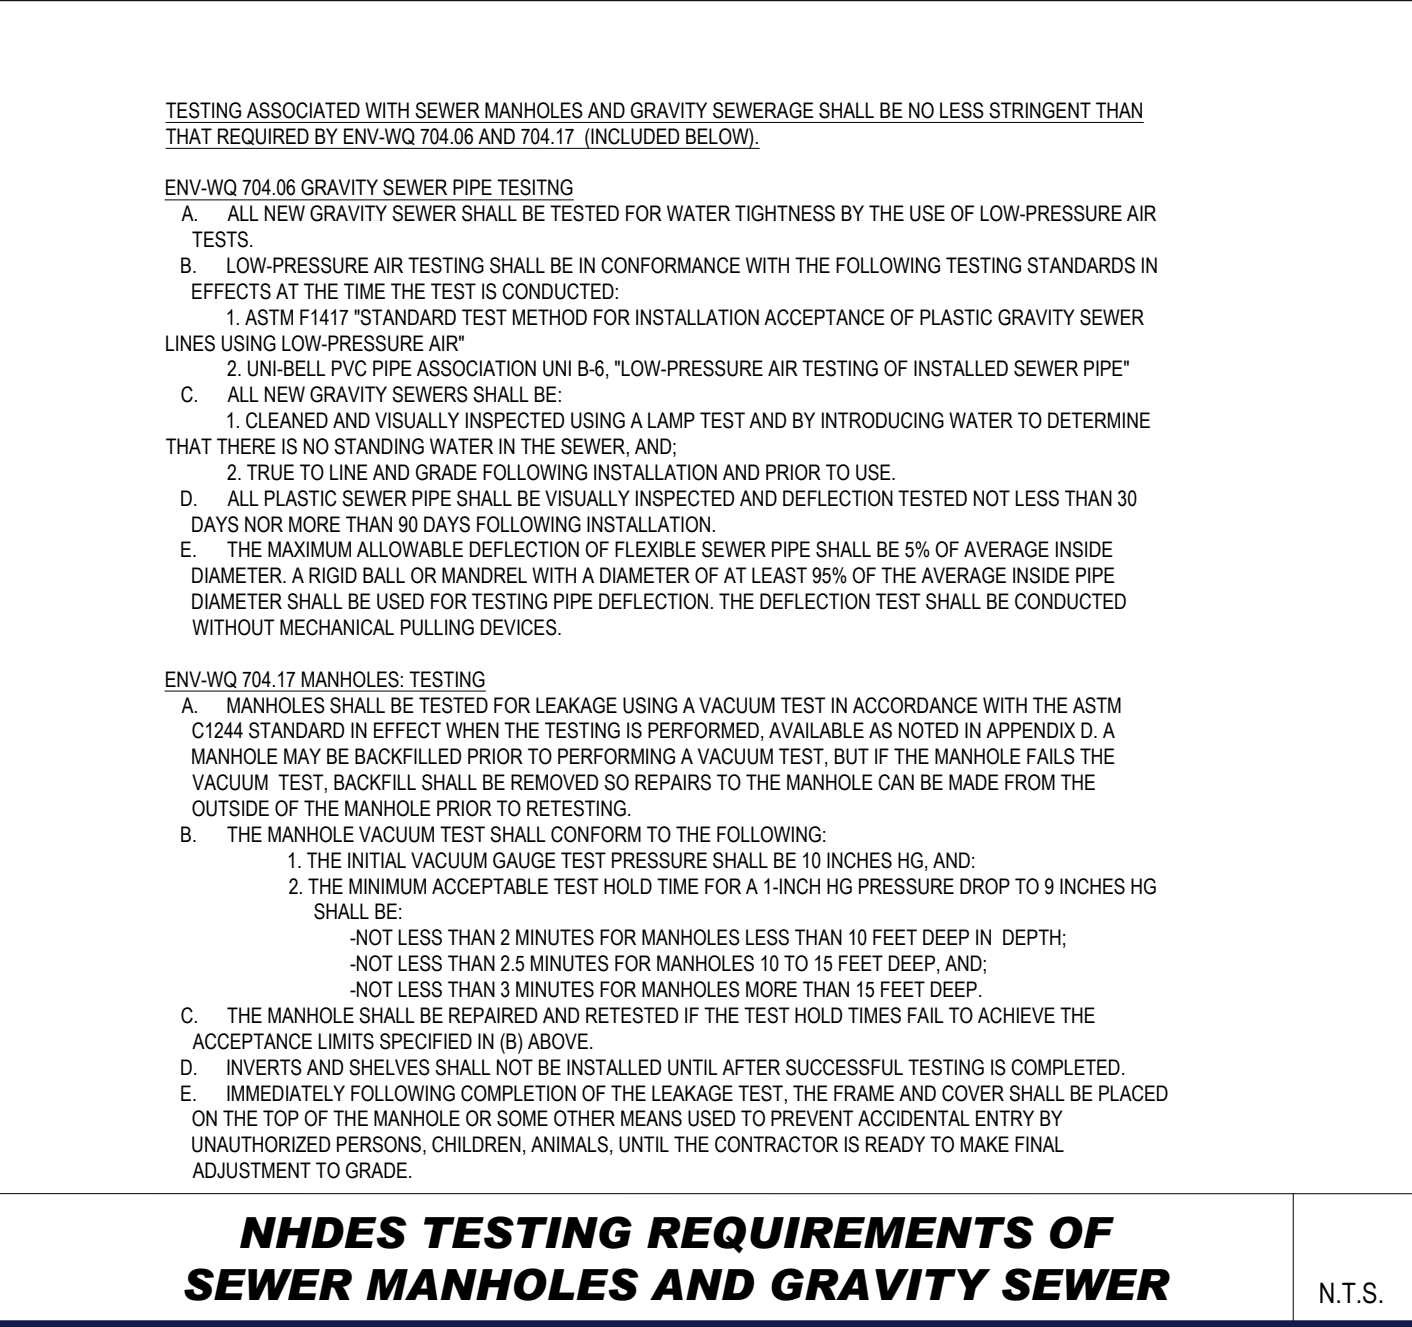 TESTING ASSOCIATED WITH SEWER MANHOLES AND GRAVITY SEWERAGE SHALL BE NO LESS STRINGENT THAN
THAT REQUIRED BY ENV-WQ 704.06 AND 704.17 (INCLUDED BELOW).
ENV-WQ 704.06 GRAVITY SEWER PIPE TESITNG
A. ALL NEW GRAVITY SEWER SHALL BE TESTED FOR WATER TIGHTNESS BY THE USE OF LOW-PRESSURE AIR
TESTS.
B. LOW-PRESSURE AIR TESTING SHALL BE IN CONFORMANCE WITH THE FOLLOWING TESTING STANDARDS IN
EFFECTS AT THE TIME THE TEST IS CONDUCTED:
1. ASTM F1417 "STANDARD TEST METHOD FOR INSTALLATION ACCEPTANCE OF PLASTIC GRAVITY SEWER
LINES USING LOW-PRESSURE AIR"
2. UNI-BELL PVC PIPE ASSOCIATION UNI B-6, "LOW-PRESSURE AIR TESTING OF INSTALLED SEWER PIPE"
C. ALL NEW GRAVITY SEWERS SHALL BE:
1. CLEANED AND VISUALLY INSPECTED USING A LAMP TEST AND BY INTRODUCING WATER TO DETERMINE
THAT THERE IS NO STANDING WATER IN THE SEWER, AND;
2. TRUE TO LINE AND GRADE FOLLOWING INSTALLATION AND PRIOR TO USE.
D. ALL PLASTIC SEWER PIPE SHALL BE VISUALLY INSPECTED AND DEFLECTION TESTED NOT LESS THAN 30
DAYS NOR MORE THAN 90 DAYS FOLLOWING INSTALLATION.
E. THE MAXIMUM ALLOWABLE DEFLECTION OF FLEXIBLE SEWER PIPE SHALL BE 5% OF AVERAGE INSIDE
DIAMETER. A RIGID BALL OR MANDREL WITH A DIAMETER OF AT LEAST 95% OF THE AVERAGE INSIDE PIPE
DIAMETER SHALL BE USED FOR TESTING PIPE DEFLECTION. THE DEFLECTION TEST SHALL BE CONDUCTED
WITHOUT MECHANICAL PULLING DEVICES.
ENV-WQ 704.17 MANHOLES: TESTING
A. MANHOLES SHALL BE TESTED FOR LEAKAGE USING A VACUUM TEST IN ACCORDANCE WITH THE ASTM
C1244 STANDARD IN EFFECT WHEN THE TESTING IS PERFORMED, AVAILABLE AS NOTED IN APPENDIX D. A
MANHOLE MAY BE BACKFILLED PRIOR TO PERFORMING A VACUUM TEST, BUT IF THE MANHOLE FAILS THE
VACUUM TEST, BACKFILL SHALL BE REMOVED SO REPAIRS TO THE MANHOLE CAN BE MADE FROM THE
OUTSIDE OF THE MANHOLE PRIOR TO RETESTING.
B. THE MANHOLE VACUUM TEST SHALL CONFORM TO THE FOLLOWING:
1. THE INITIAL VACUUM GAUGE TEST PRESSURE SHALL BE 10 INCHES HG, AND:
2. THE MINIMUM ACCEPTABLE TEST HOLD TIME FOR A 1-INCH HG PRESSURE DROP TO 9 INCHES HG
SHALL BE:
-NOT LESS THAN 2 MINUTES FOR MANHOLES LESS THAN 10 FEET DEEP IN DEPTH;
-NOT LESS THAN 2.5 MINUTES FOR MANHOLES 10 TO 15 FEET DEEP, AND;
-NOT LESS THAN 3 MINUTES FOR MANHOLES MORE THAN 15 FEET DEEP.
C. THE MANHOLE SHALL BE REPAIRED AND RETESTED IF THE TEST HOLD TIMES FAIL TO ACHIEVE THE
ACCEPTANCE LIMITS SPECIFIED IN (B) ABOVE.
D. INVERTS AND SHELVES SHALL NOT BE INSTALLED UNTIL AFTER SUCCESSFUL TESTING IS COMPLETED.
E. IMMEDIATELY FOLLOWING COMPLETION OF THE LEAKAGE TEST, THE FRAME AND COVER SHALL BE PLACED
ON THE TOP OF THE MANHOLE OR SOME OTHER MEANS USED TO PREVENT ACCIDENTAL ENTRY BY
UNAUTHORIZED PERSONS, CHILDREN, ANIMALS, UNTIL THE CONTRACTOR IS READY TO MAKE FINAL
ADJUSTMENT TO GRADE.
NHDES TESTING REQUIREMENTS OF
SEWER MANHOLES AND GRAVITY SEWER
N.T.S.